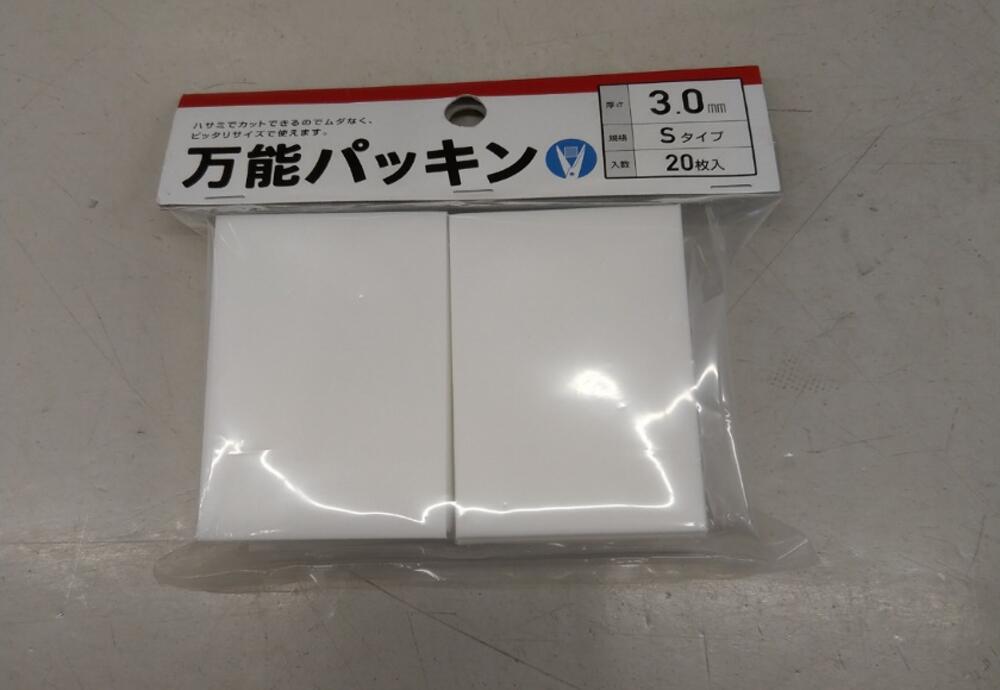 ハサミでカットできるのでムダなく、
ピッタリサイズで使えます。
万能パッキン
厚さ 3.0mm
規格 Sタイプ
入数 20枚入